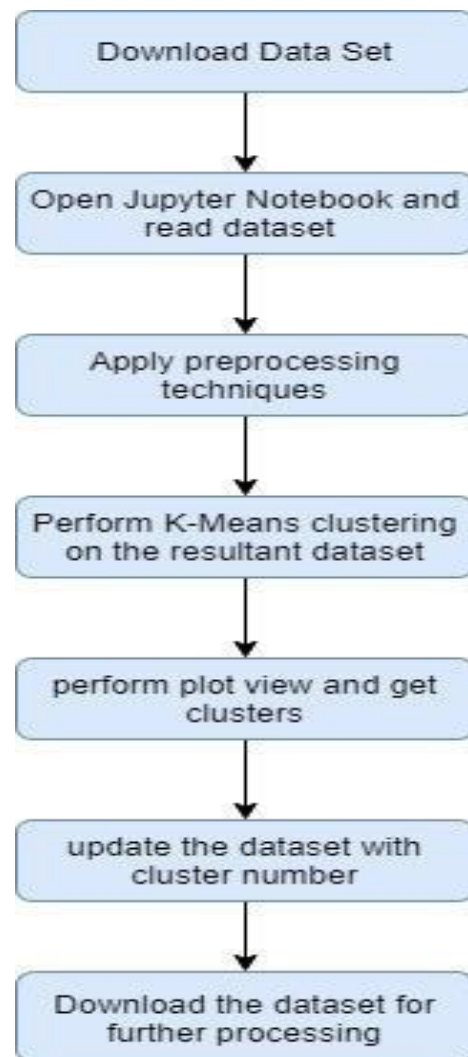 Download Data Set
Open Jupyter Notebook and
read dataset
Apply preprocessing
techniques
Perform K-Means clustering
on the resultant dataset
perform plot view and get
clusters
update the dataset with
cluster number
Download the dataset for
further processing